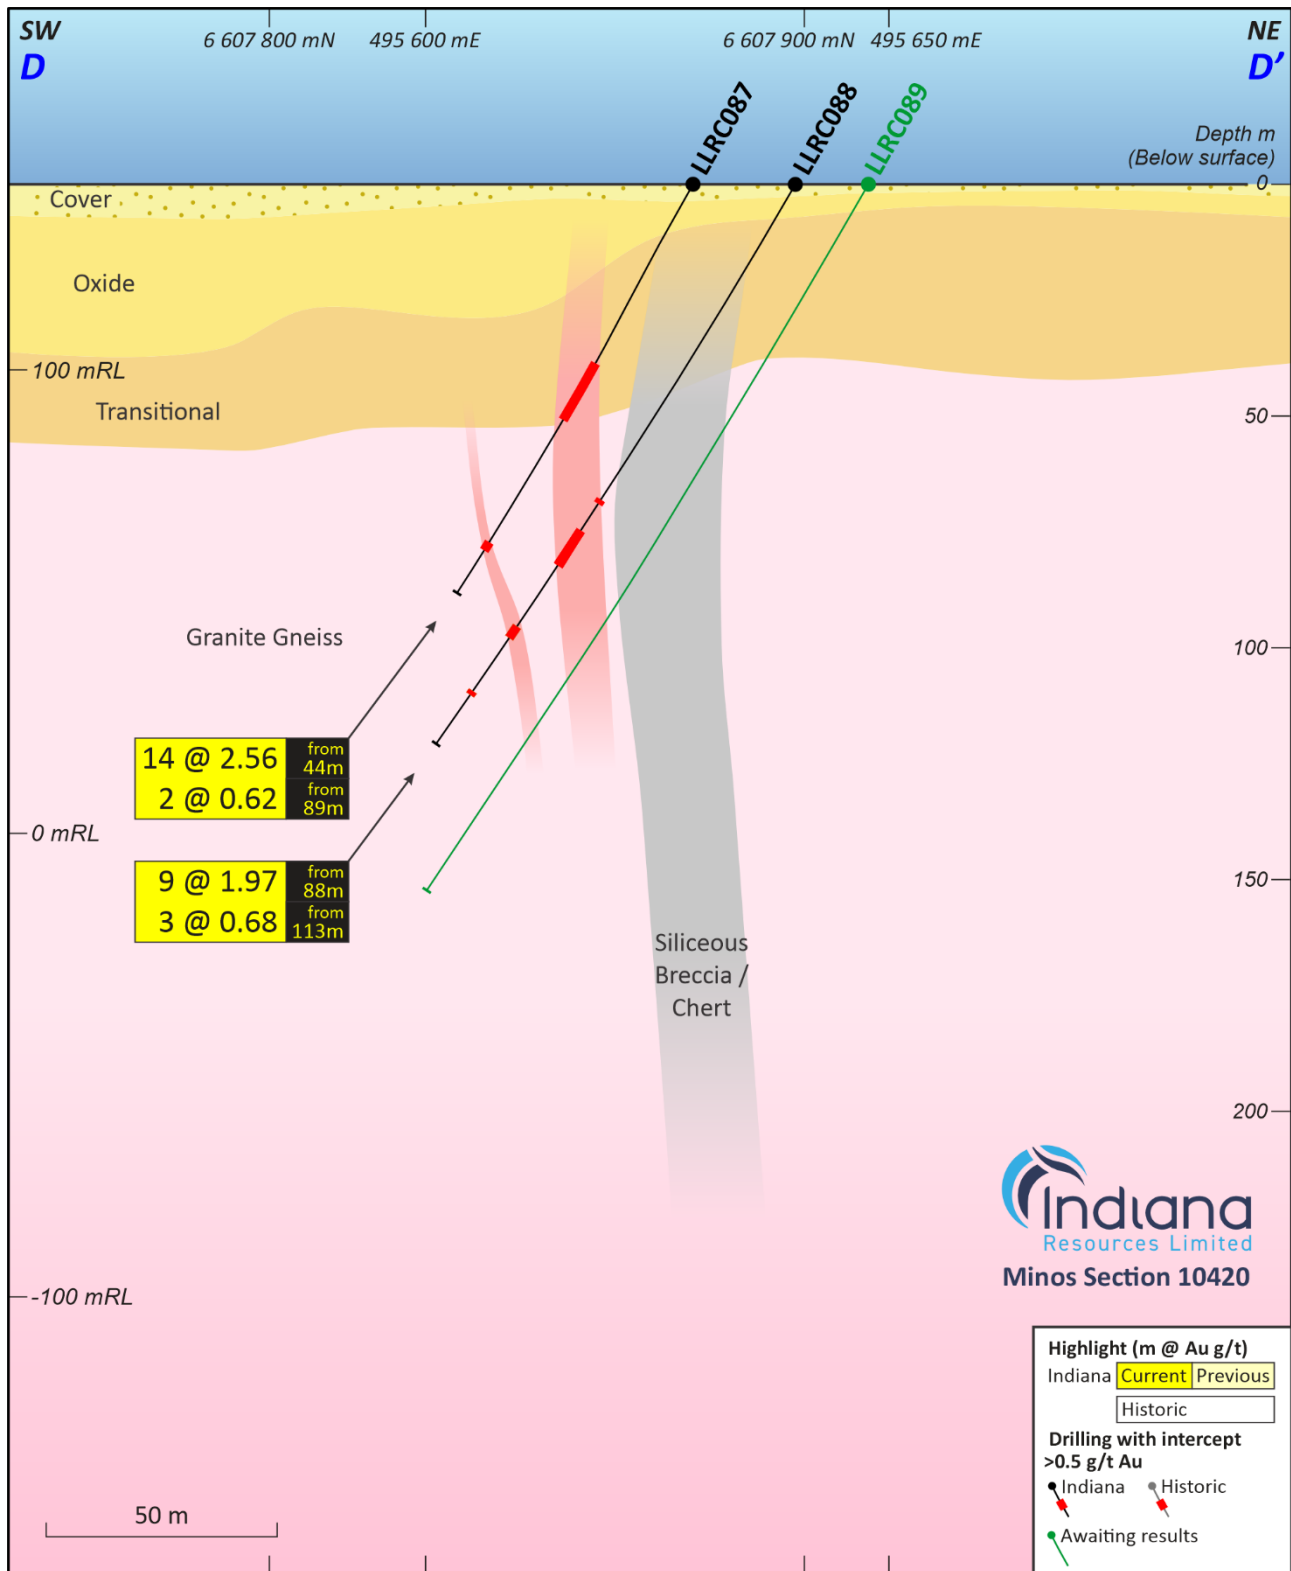 SW
NE
6 607 800 mN
495 600 mE
6 607 900 mN
495 650 mE
D
D’
LLRC087
LLRC088
LLRC089
Depth m
(Below surface)
0
Cover
Oxide
100 mRL
Transitional
50
Granite Gneiss
100
14 @ 2.56 from 44m
2 @ 0.62 from 89m
0 mRL
9 @ 1.97 from 88m
3 @ 0.68 from 113m
150
Siliceous
Breccia /
Chert
200
Indiana
Resources Limited
Minos Section 10420
-100 mRL
Highlight (m @ Au g/t)
Indiana Current Previous
Historic
Drilling with intercept
>0.5 g/t Au
Indiana Historic
Awaiting results
50 m